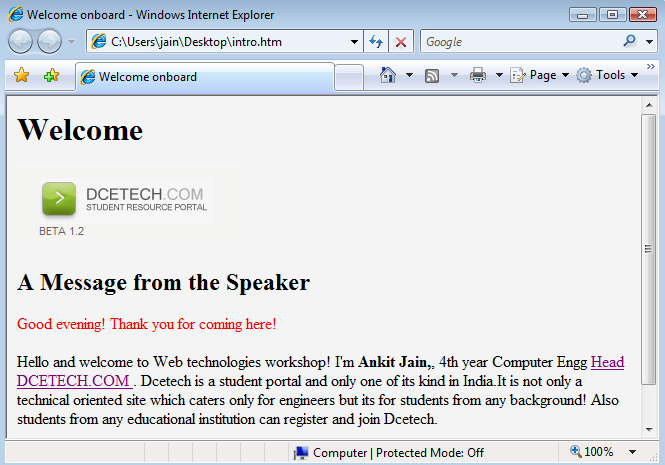 Welcome onboard - Windows Internet Explorer
C:\Users\jain\Desktop\intro.htm
Google
Welcome onboard
Page
Tools
Welcome
DCETECH.COM
STUDENT RESOURCE PORTAL
BETA 1.2
A Message from the Speaker
Good evening! Thank you for coming here!
Hello and welcome to Web technologies workshop! I'm Ankit Jain,, 4th year Computer Engg Head
DCETECH.COM . Dcetech is a student portal and only one of its kind in India.It is not only a
technical oriented site which caters only for engineers but its for students from any background! Also
students from any educational institution can register and join Dcetech.
Computer | Protected Mode: Off
100%